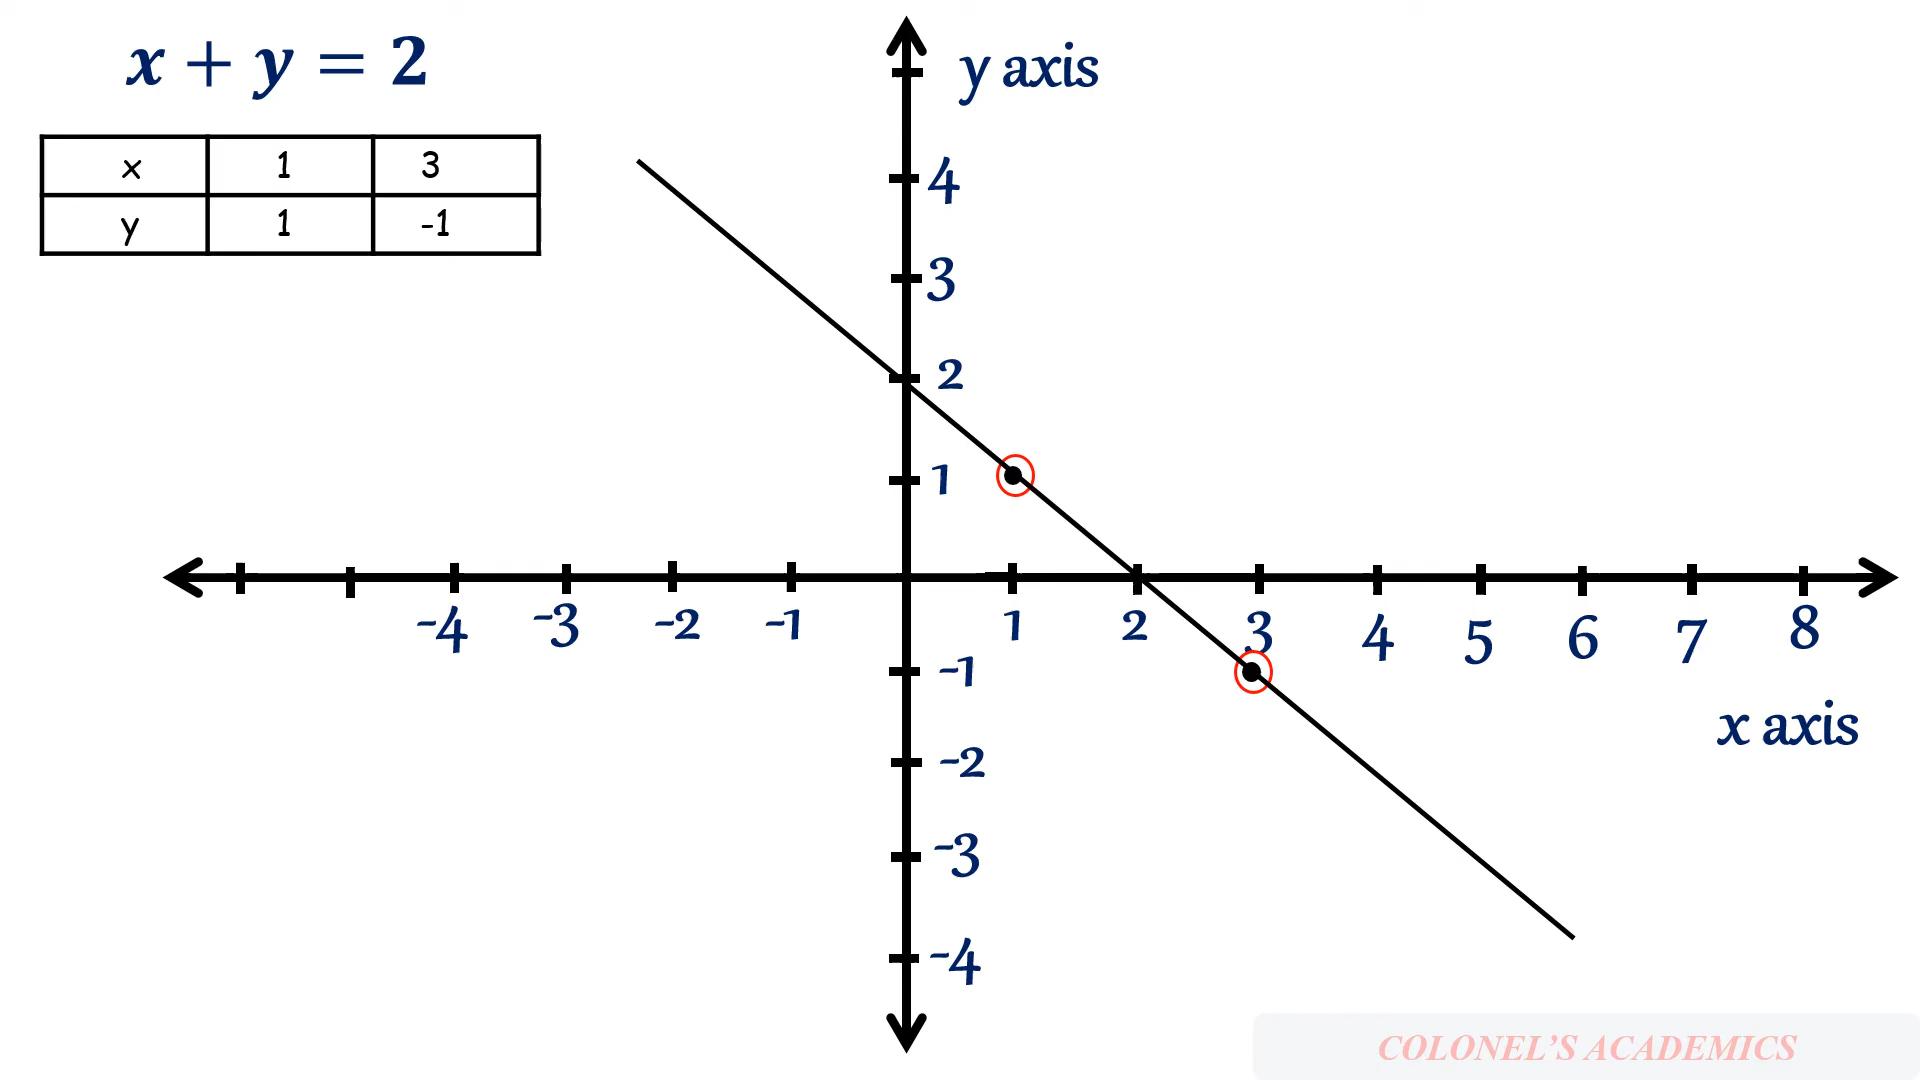 x + y = 2
x 1 3
y 1 -1
y axis
4
3
2
1
-4 -3 -2 -1 1 2 3 4 5 6 7 8
-1
x axis
-2
-3
-4
COLONEL’S ACADEMICS